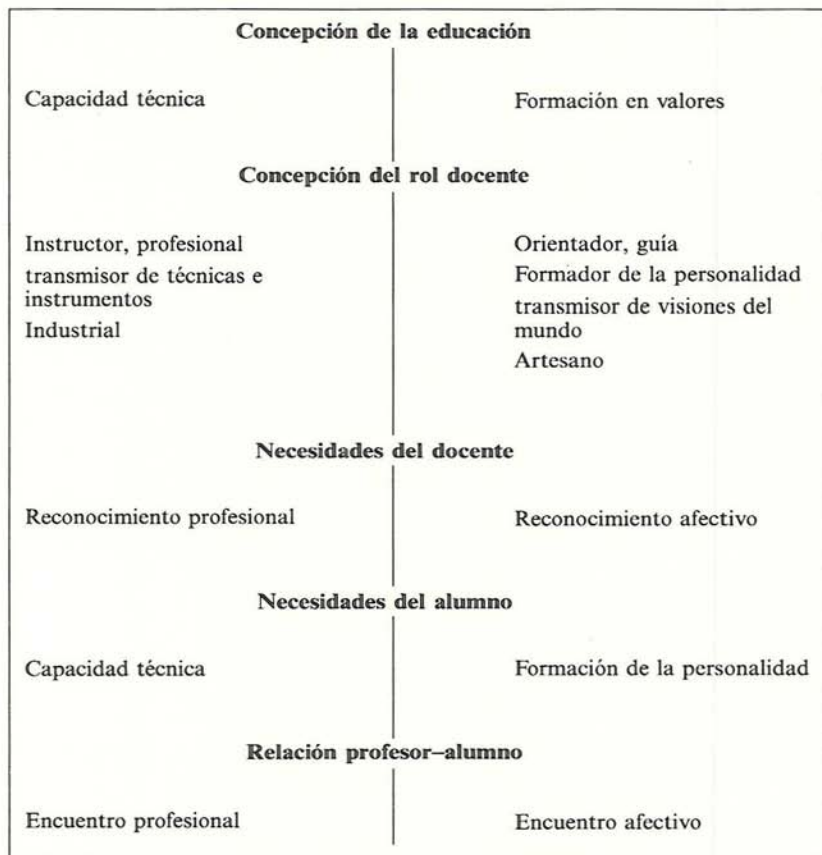 Concepción de la educación
Capacidad técnica
Formación en valores
Concepción del rol docente
Instructor, profesional
transmisor de técnicas e
instrumentos
Industrial
Orientador, guía
Formador de la personalidad
transmisor de visiones del
mundo
Artesano
Necesidades del docente
Reconocimiento profesional
Reconocimiento afectivo
Necesidades del alumno
Capacidad técnica
Formación de la personalidad
Relación profesor–alumno
Encuentro profesional
Encuentro afectivo